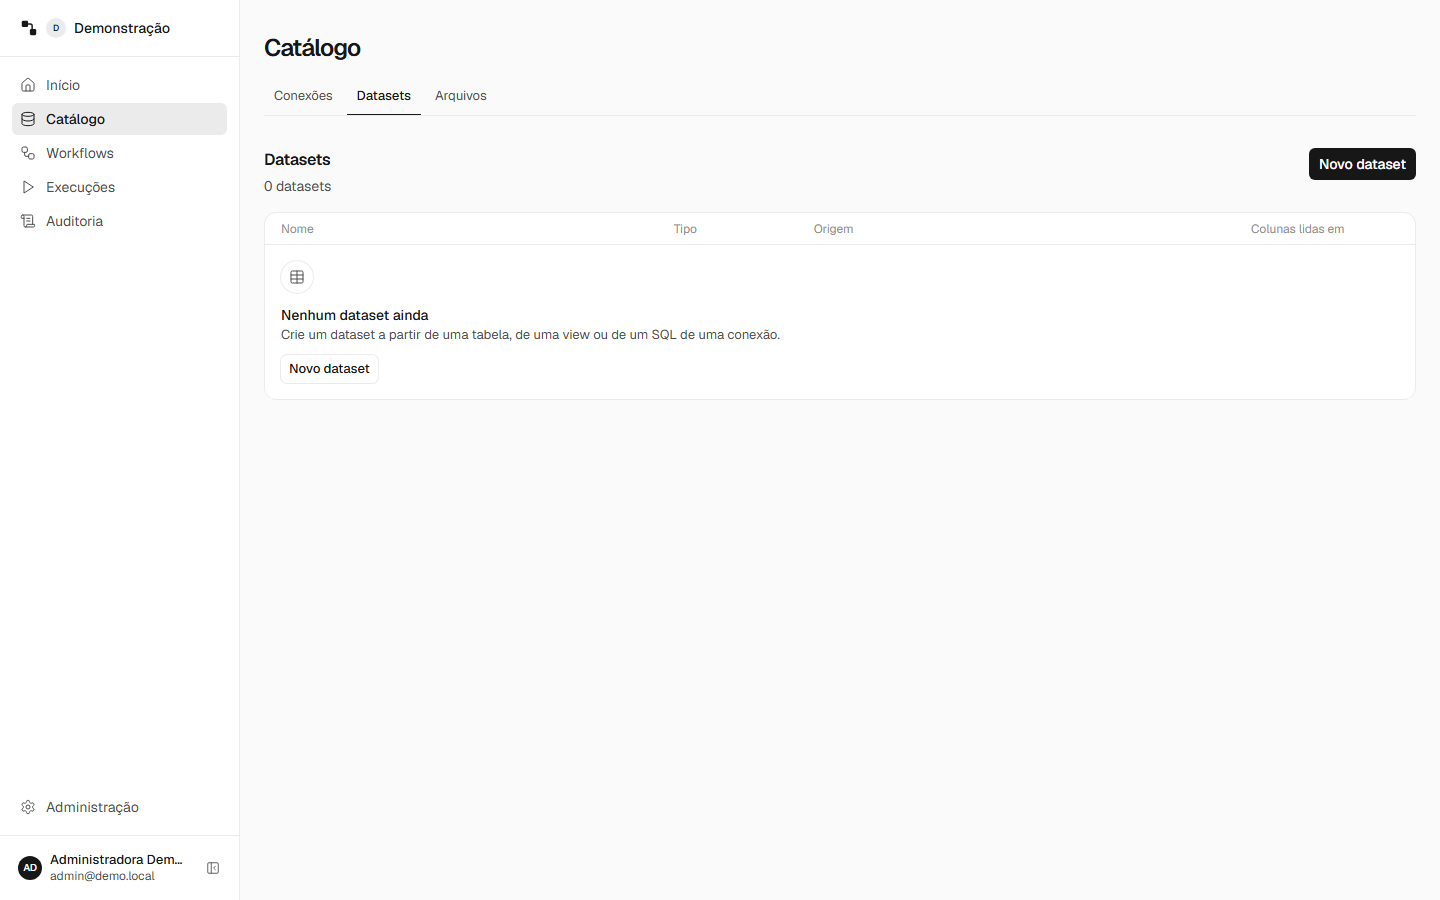 D Demonstração
Início
Catálogo
Workflows
Execuções
Auditoria
Administração
AD Administradora Dem...
admin@demo.local
Catálogo
Conexões Datasets Arquivos
Datasets
0 datasets
Novo dataset
Nome Tipo Origem Colunas lidas em
Nenhum dataset ainda
Crie um dataset a partir de uma tabela, de uma view ou de um SQL de uma conexão.
Novo dataset